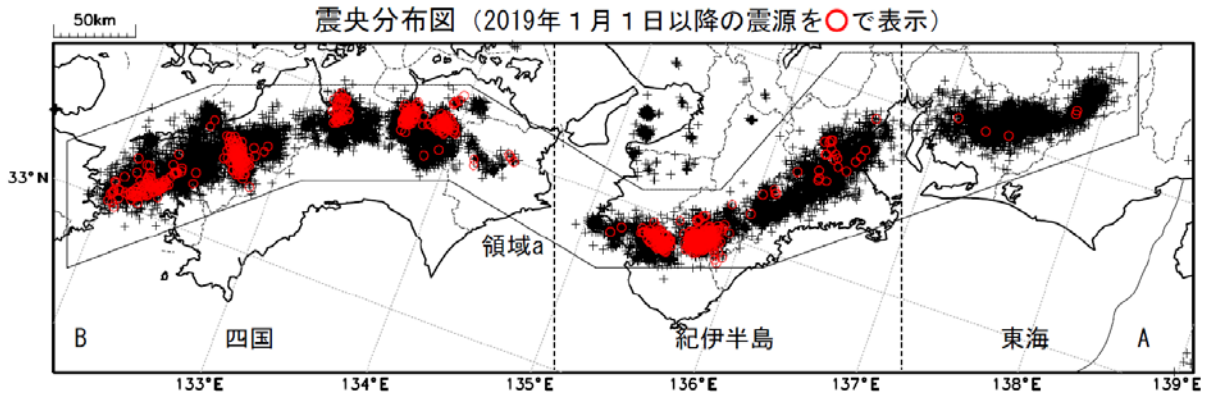 50km
震央分布図（2019年１月１日以降の震源を○で表示）
33°N
領域a
B
四国
紀伊半島
東海
A
133°E
134°E
135°E
136°E
137°E
138°E
139°E